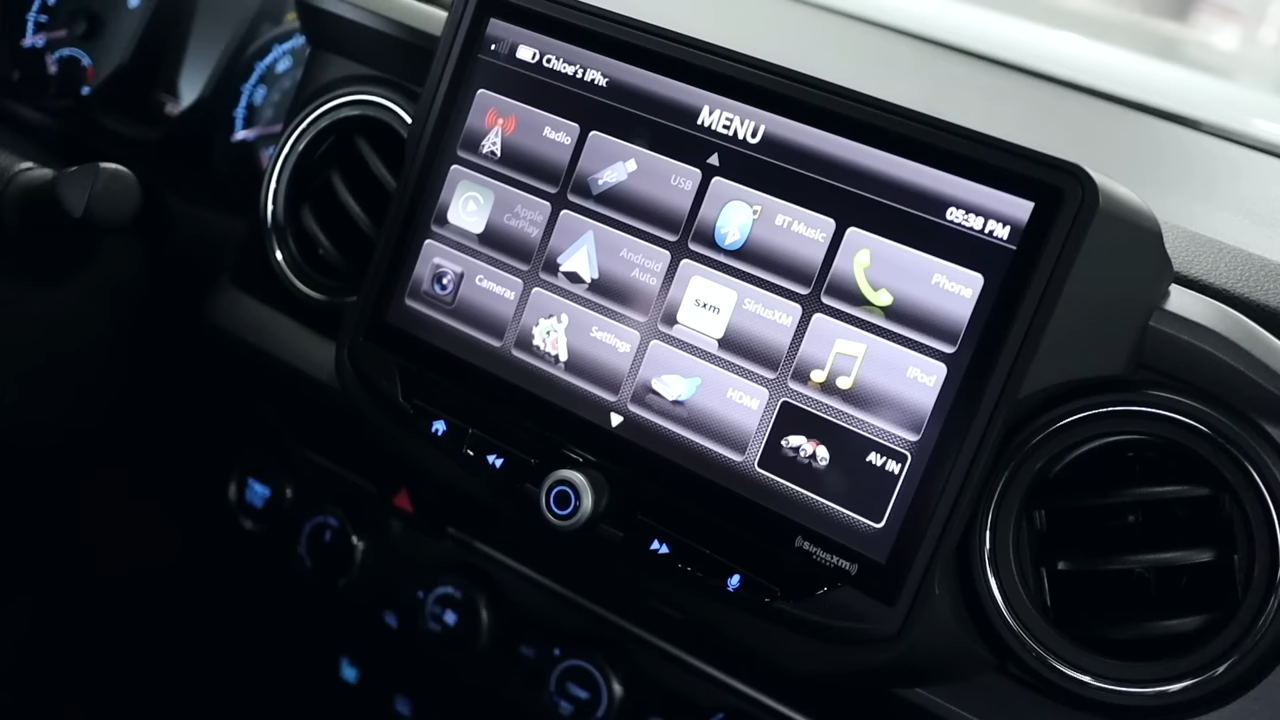 Chloe's iPho
MENU
05:38 PM
Radio
USB
BT Music
Phone
Apple
CarPlay
Android
Auto
sxm
SiriusXM
iPod
Cameras
Settings
HDMI
AV IN
((SiriusXM))